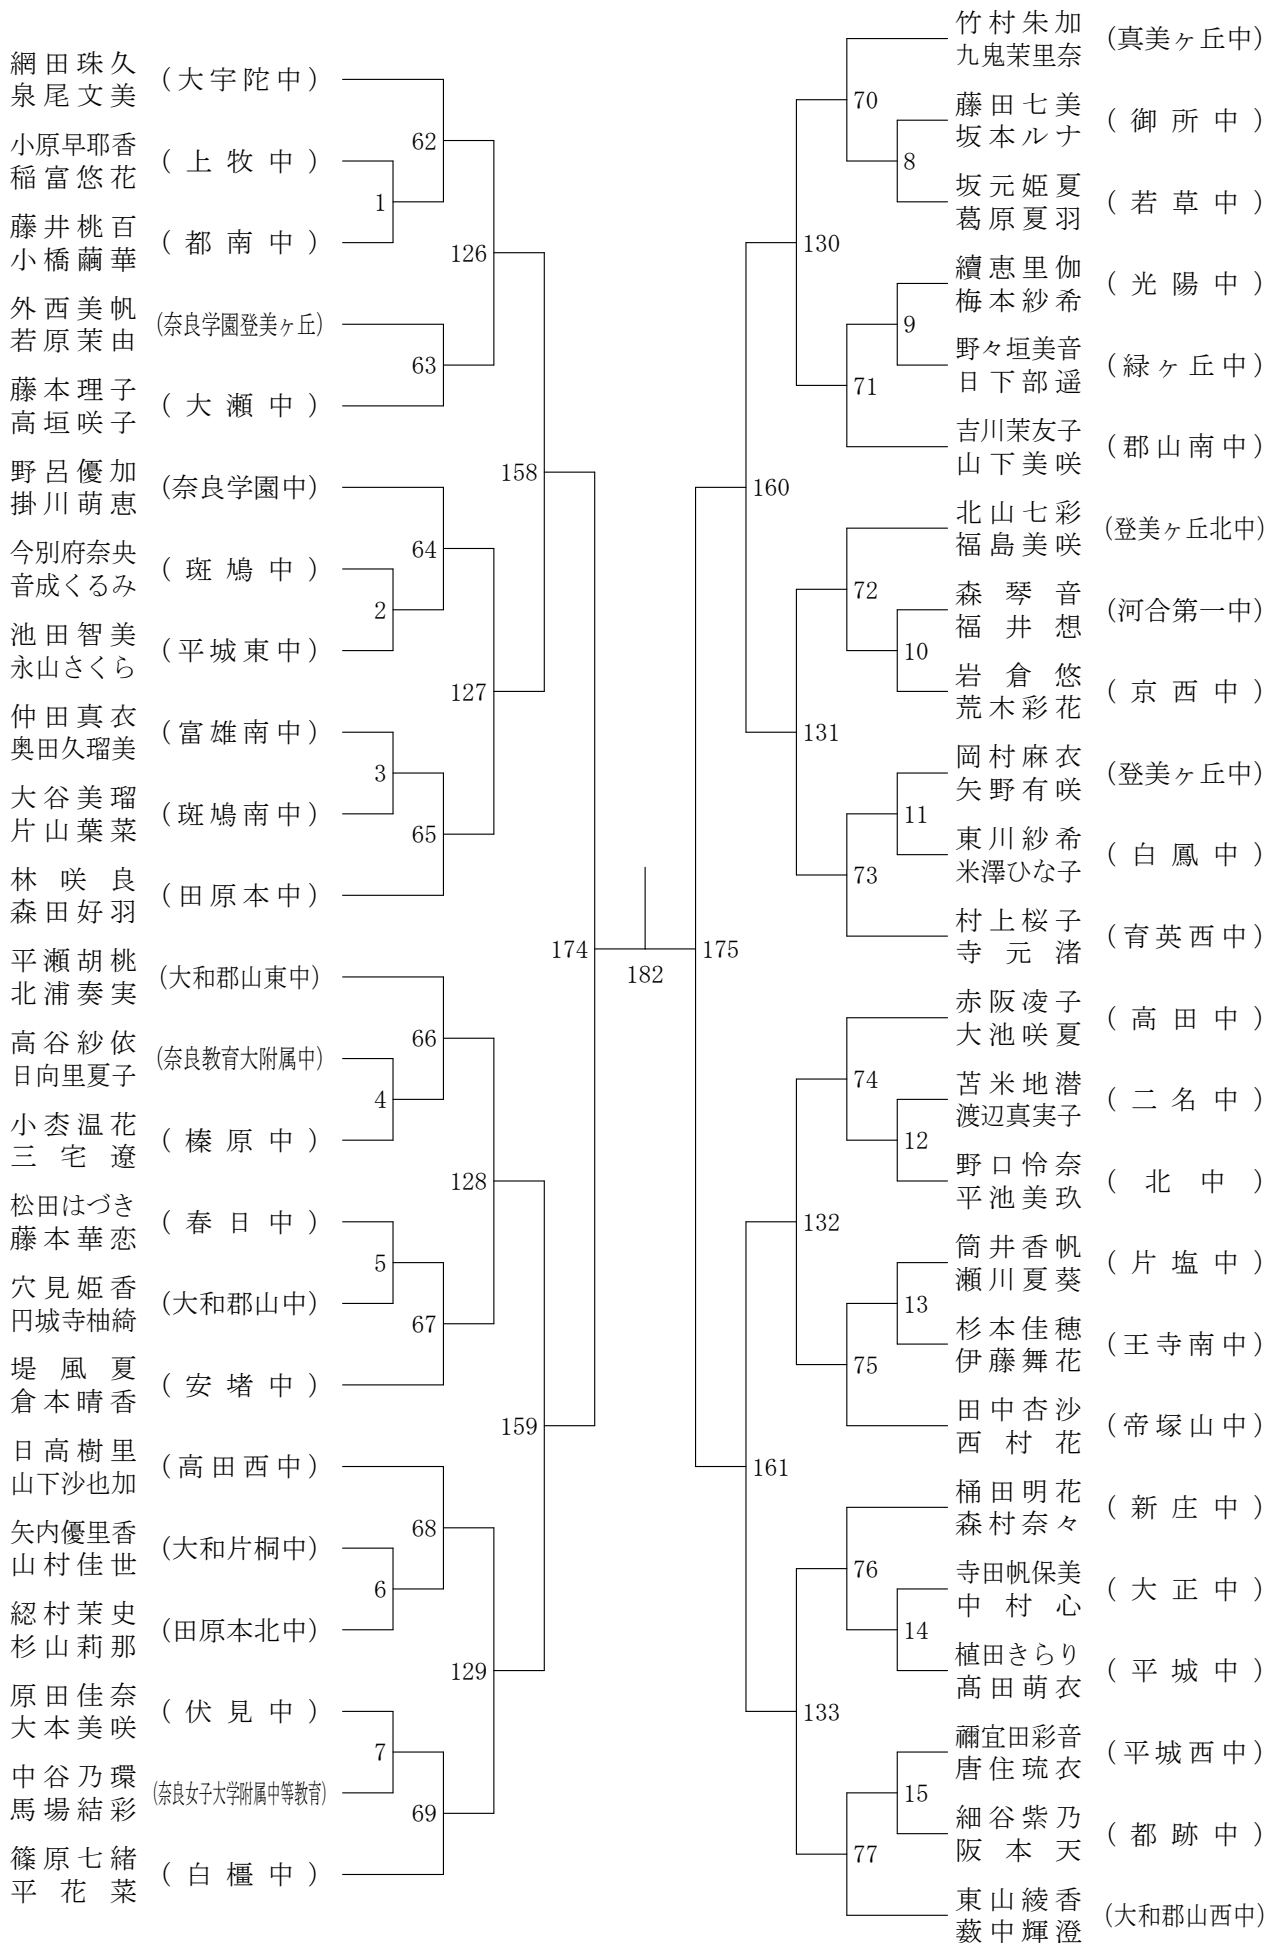 網田珠久
泉尾文美
(大宇陀中)
小原早耶香
稲富悠花
(上牧中)
藤井桃百
小橋繭華
(都南中)
外西美帆
若原茉由
(奈良学園登美ヶ丘)
藤本理子
高垣咲子
(大瀬中)
野呂優加
掛川萌恵
(奈良学園中)
今別府奈央
音成くるみ
(斑鳩中)
池田智美
永山さくら
(平城東中)
仲田真衣
奥田久瑠美
(富雄南中)
大谷美瑠
片山葉菜
(斑鳩南中)
林咲良
森田好羽
(田原本中)
平瀬胡桃
北浦奏実
(大和郡山東中)
高谷紗依
日向里夏子
(奈良教育大附属中)
小枩温花
三宅遼
(榛原中)
松田はづき
藤本華恋
(春日中)
穴見姫香
円城寺柚綺
(大和郡山中)
堤風夏
倉本晴香
(安堵中)
日高樹里
山下沙也加
(高田西中)
矢内優里香
山村佳世
(大和片桐中)
綛村茉史
杉山莉那
(田原本北中)
原田佳奈
大本美咲
(伏見中)
中谷乃環
馬場結彩
(奈良女子大学附属中等教育)
篠原七緒
平花菜
(白橿中)
62
1
126
63
158
64
2
127
3
65
174
66
4
128
5
67
159
68
6
129
7
69
182
175
竹村朱加
九鬼茉里奈
(真美ヶ丘中)
藤田七美
坂本ルナ
(御所中)
坂元姫夏
葛原夏羽
(若草中)
續恵里伽
梅本紗希
(光陽中)
野々垣美音
日下部遥
(緑ヶ丘中)
吉川茉友子
山下美咲
(郡山南中)
北山七彩
福島美咲
(登美ヶ丘北中)
森琴音
福井想
(河合第一中)
岩倉悠
荒木彩花
(京西中)
岡村麻衣
矢野有咲
(登美ヶ丘中)
東川紗希
米澤ひな子
(白鳳中)
村上桜子
寺元渚
(育英西中)
赤阪凌子
大池咲夏
(高田中)
苫米地潜
渡辺真実子
(二名中)
野口怜奈
平池美玖
(北中)
筒井香帆
瀬川夏葵
(片塩中)
杉本佳穂
伊藤舞花
(王寺南中)
田中杏沙
西村花
(帝塚山中)
桶田明花
森村奈々
(新庄中)
寺田帆保美
中村心
(大正中)
植田きらり
髙田萌衣
(平城中)
禰宜田彩音
唐住琉衣
(平城西中)
細谷紫乃
阪本天
(都跡中)
東山綾香
藪中輝澄
(大和郡山西中)
70
8
130
9
71
160
72
10
131
11
73
74
12
132
13
75
161
76
14
133
15
77